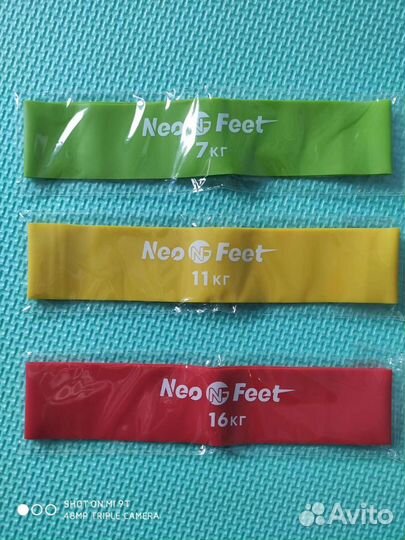 Neo NF Feet
7кг
Neo NF Feet
11кг
Neo NF Feet
16кг
SHOT ON MI 9T
48MP TRIPLE CAMERA
Avito